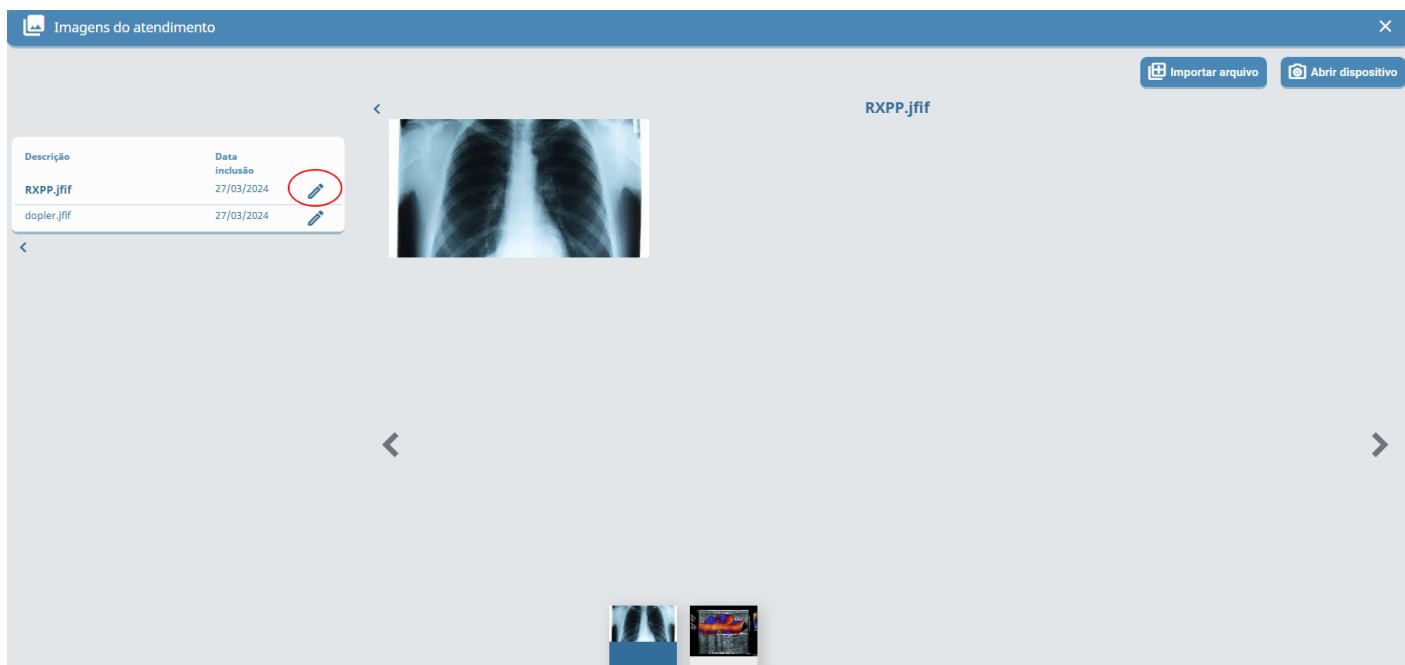 Imagens do atendimento
Importar arquivo
Abrir dispositivo
RXPP.jfif
Descrição
Data
inclusão
RXPP.jfif
27/03/2024
dopler.jfif
27/03/2024